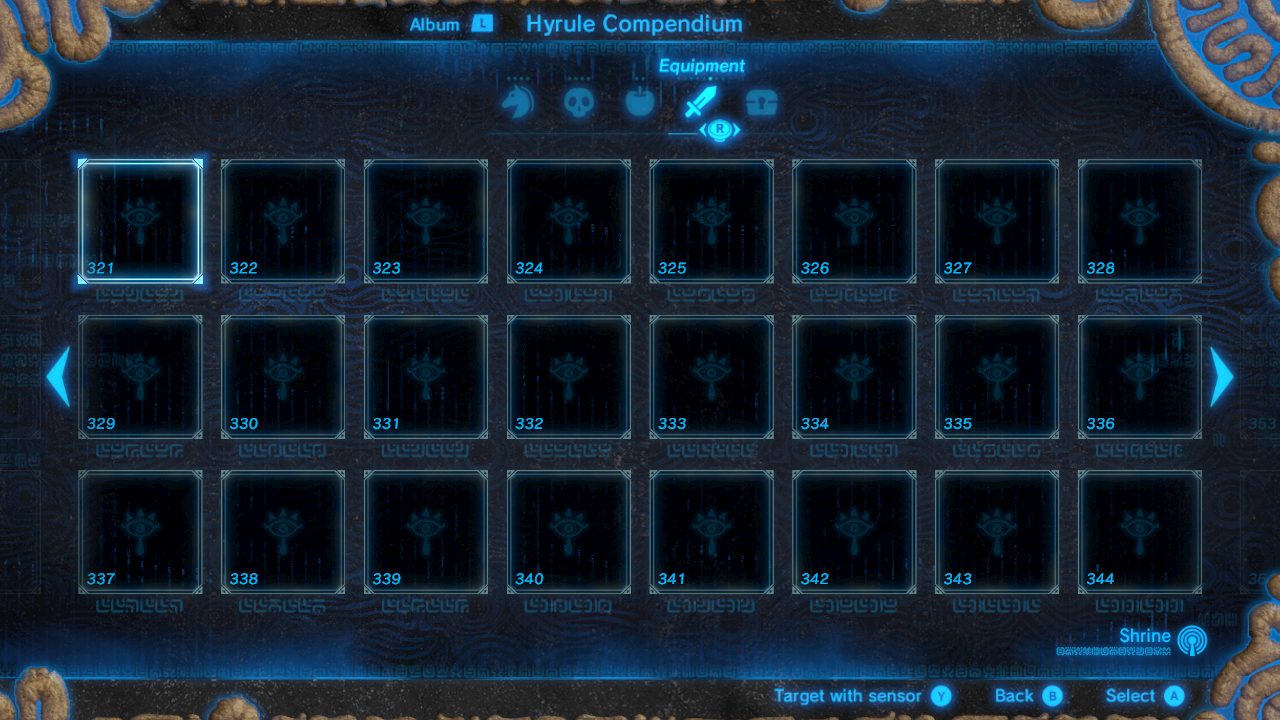 Album L Hyrule Compendium
Equipment
R
321 322 323 324 325 326 327 328
329 330 331 332 333 334 335 336
353
337 338 339 340 341 342 343 344
Shrine
Target with sensor Y Back B Select A